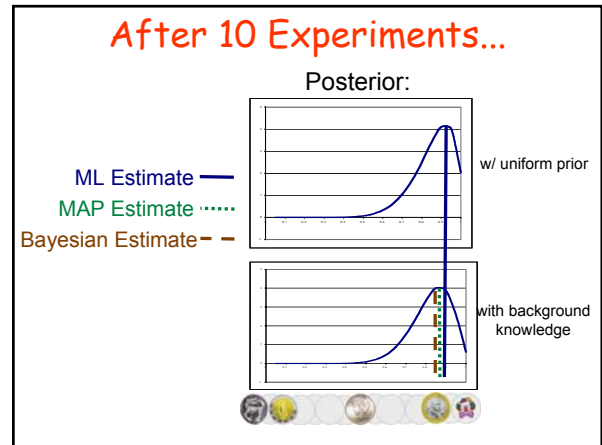 After 10 Experiments...
Posterior:
w/ uniform prior
ML Estimate
MAP Estimate
Bayesian Estimate
with background
knowledge